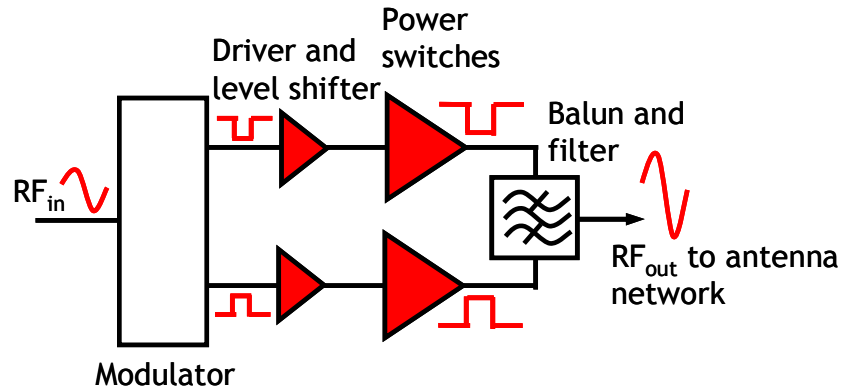 Power
switches
Driver and
level shifter
Balun and
filter
RFin
RFout to antenna
network
Modulator